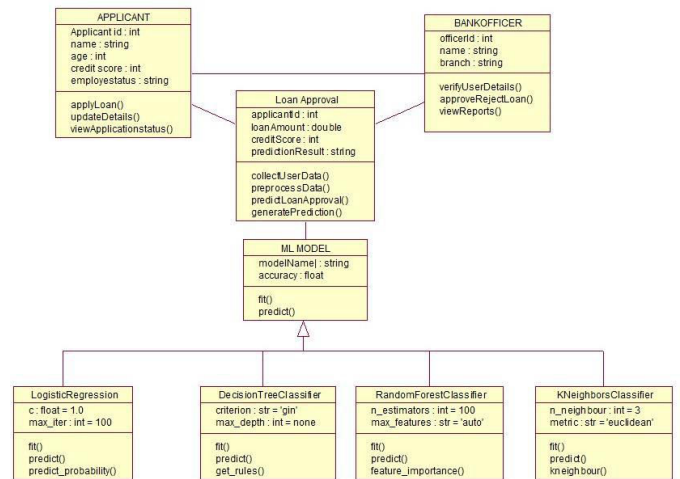 APPLICANT
Applicant id : int
name : string
age : int
credit score : int
employestatus : string
applyLoan()
updateDetails()
viewApplicationstatus()
BANKOFFICER
officerId : int
name : string
branch : string
verifyUserDetails()
approveRejectLoan()
viewReports()
Loan Approval
applicantId : int
loanAmount : double
creditScore : int
predictionResult : string
collectUserData()
preprocessData()
predictLoanApproval()
generatePrediction()
ML MODEL
modelName| : string
accuracy : float
fit()
predict()
LogisticRegression
c : float = 1.0
max_iter : int = 100
fit()
predict()
predict_probability()
DecisionTreeClassifier
criterion : str = 'gin'
max_depth : int = none
fit()
predict()
get_rules()
RandomForestClassifier
n_estimators : int = 100
max_features : str = 'auto'
fit()
predict()
feature_importance()
KNeighborsClassifier
n_neighbour : int = 3
metric : str = 'euclidean'
fit()
predict()
kneighbour()